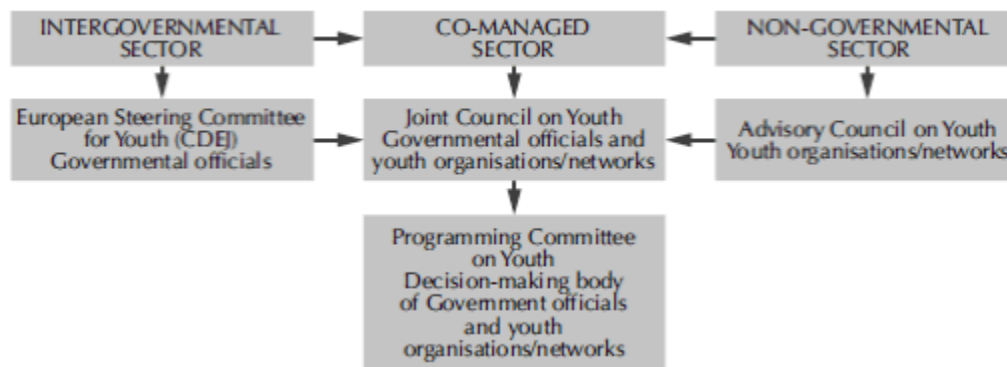 INTERGOVERNMENTAL
SECTOR
CO-MANAGED
SECTOR
NON-GOVERNMENTAL
SECTOR
European Steering Committee
for Youth (CDEJ)
Governmental officials
Joint Council on Youth
Governmental officials and
youth organisations/networks
Advisory Council on Youth
Youth organisations/networks
Programming Committee
on Youth
Decision-making body
of Government officials
and youth
organisations/networks